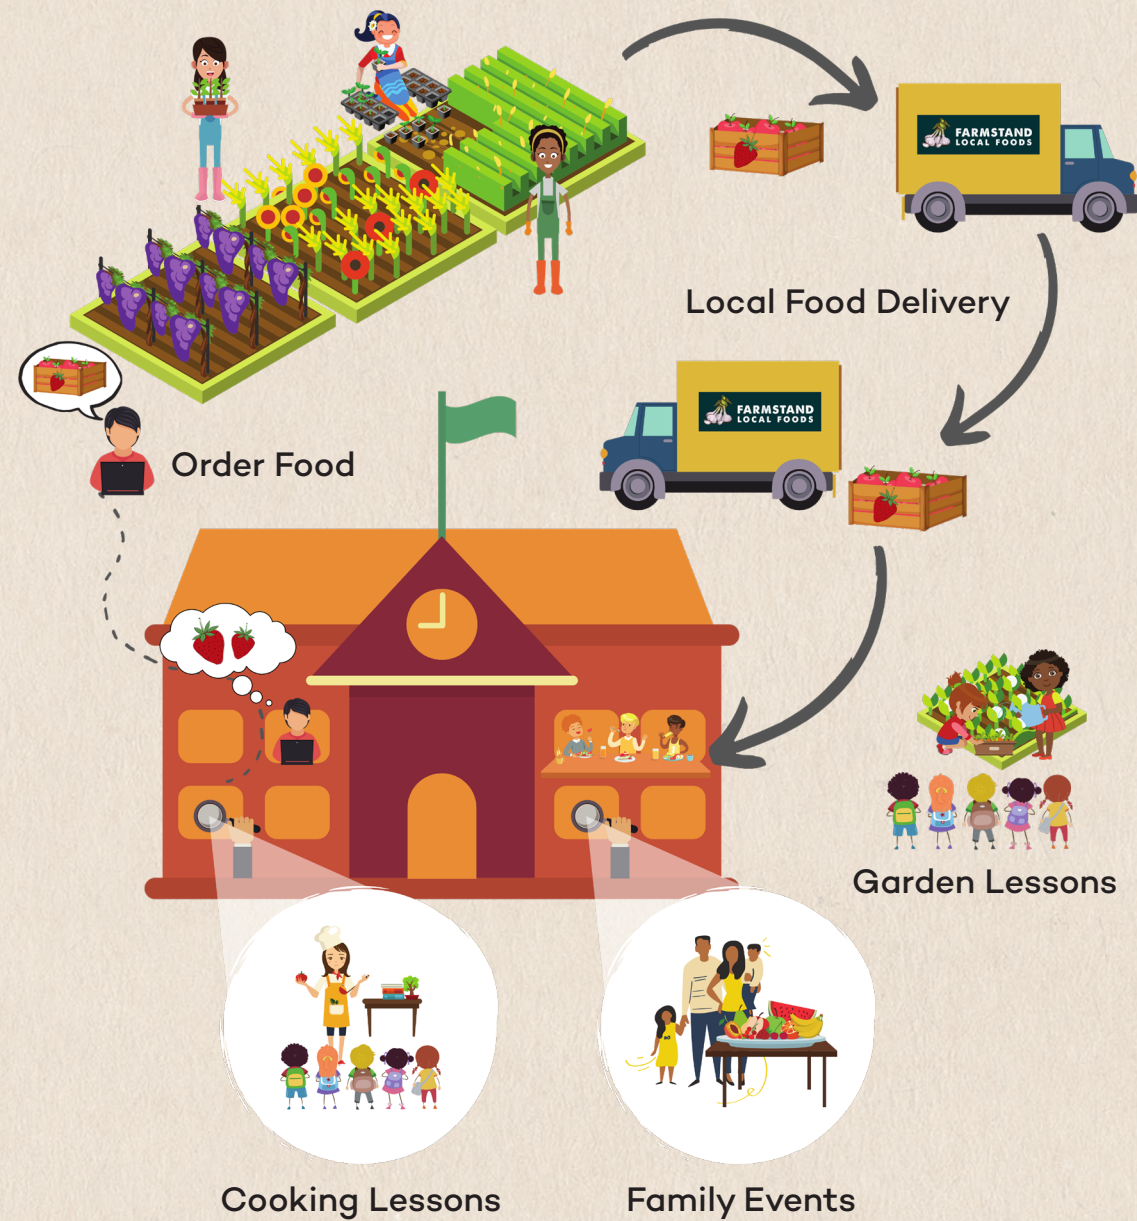 FARMSTAND
LOCAL FOODS
Local Food Delivery
FARMSTAND
LOCAL FOODS
Order Food
Garden Lessons
Cooking Lessons
Family Events